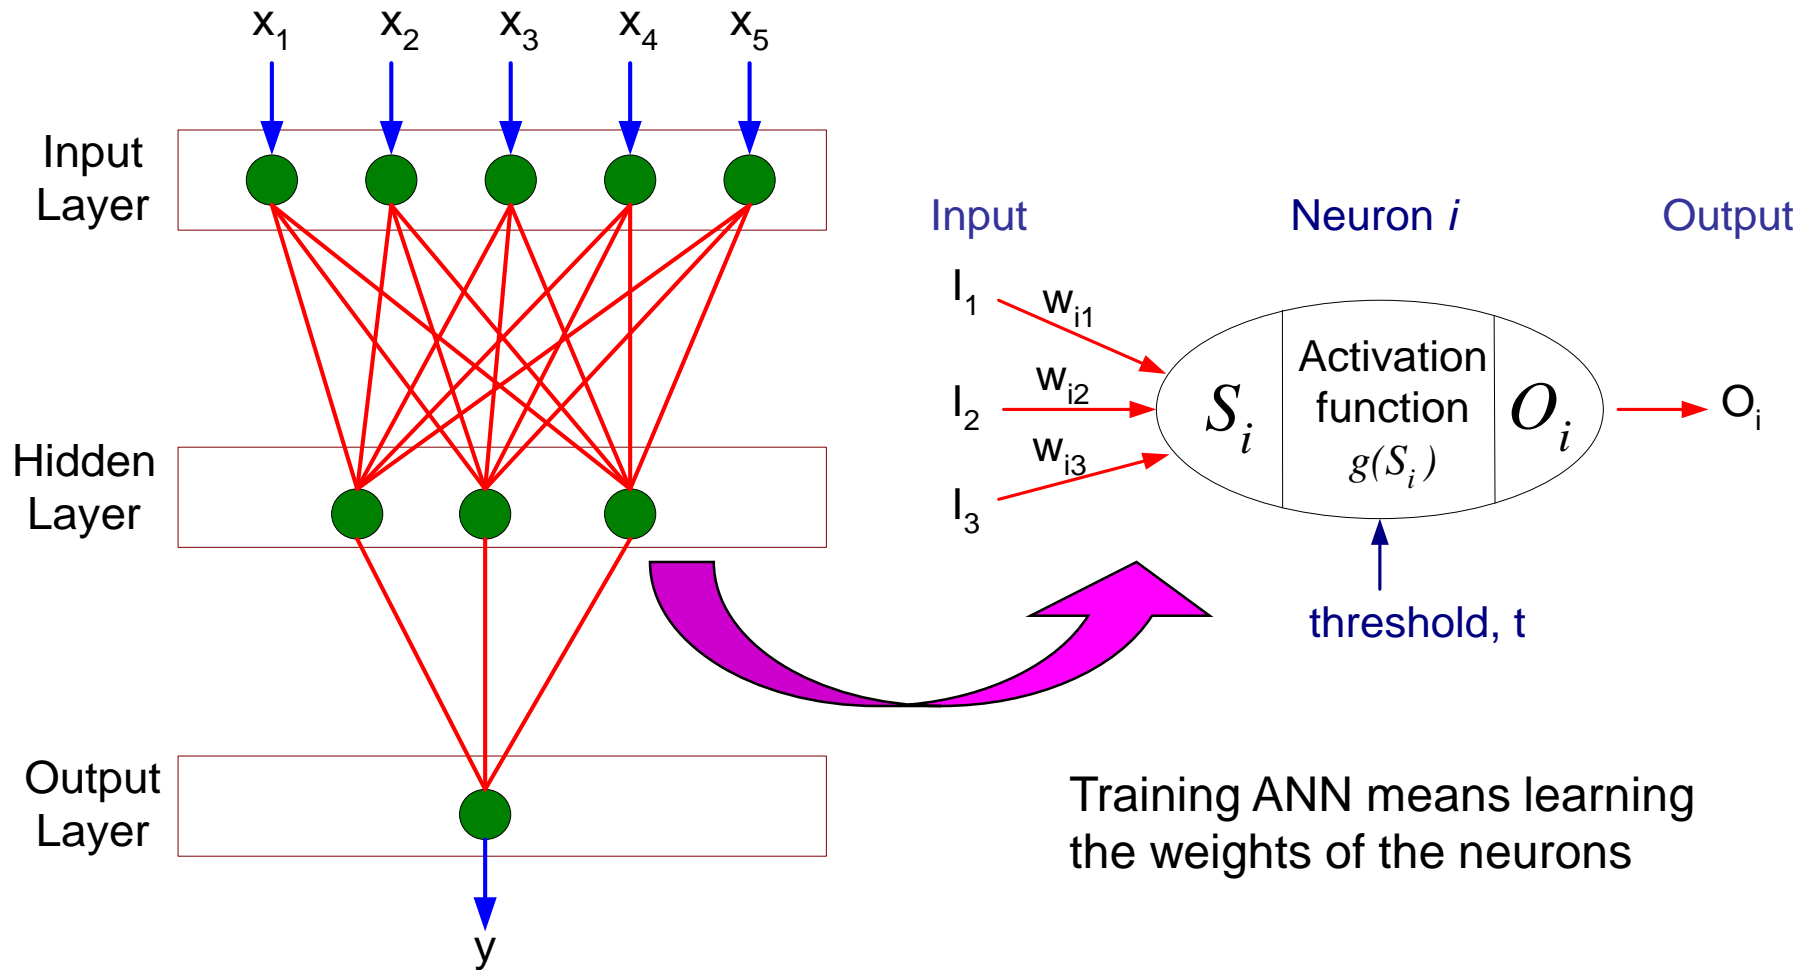 x₁ x₂ x₃ x₄ x₅
Input
Layer
Hidden
Layer
Output
Layer
y
Input Neuron i Output
I₁
I₂
I₃
wᵢ₁
wᵢ₂
wᵢ₃
Sᵢ
Activation
function
g(Sᵢ)
Oᵢ
Oᵢ
threshold, t
Training ANN means learning
the weights of the neurons